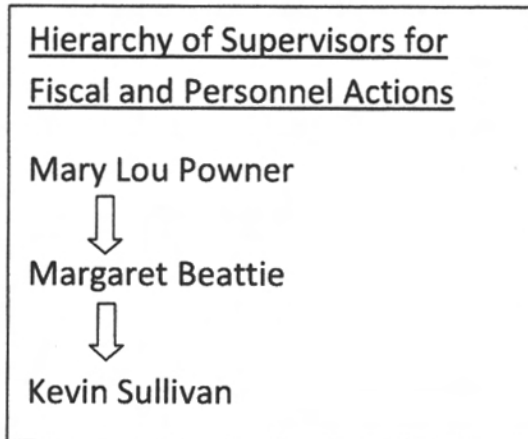 Hierarchy of Supervisors for
Fiscal and Personnel Actions
Mary Lou Powner
Margaret Beattie
Kevin Sullivan